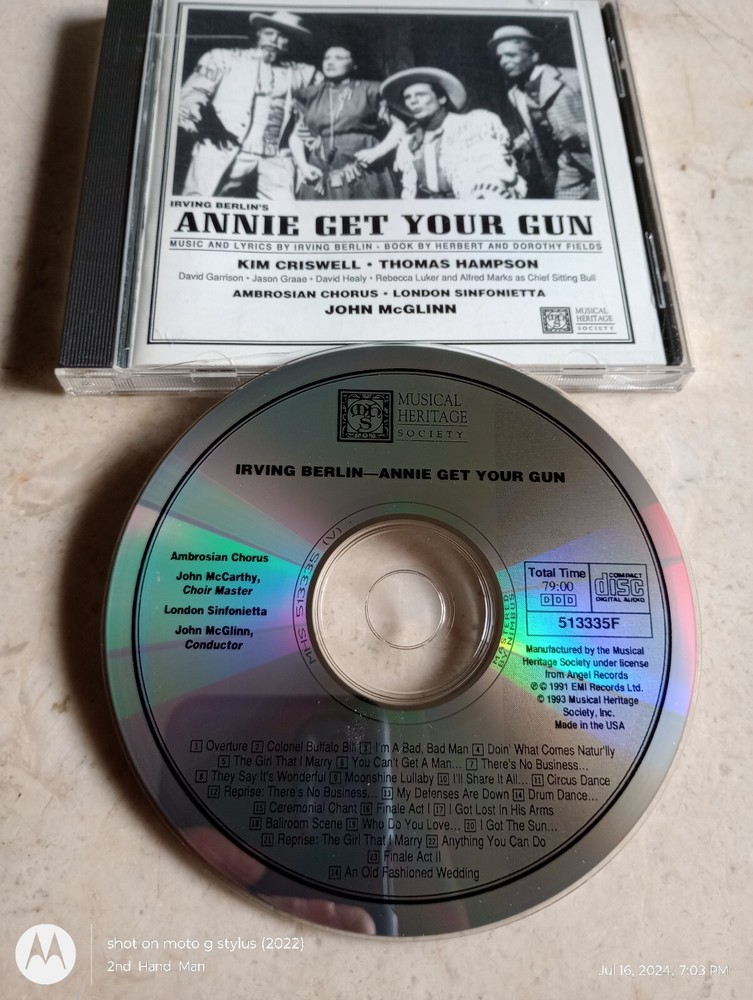 IRVING BERLIN'S
ANNIE GET YOUR GUN
MUSIC AND LYRICS BY IRVING BERLIN • BOOK BY HERBERT AND DOROTHY FIELDS
KIM CRISWELL • THOMAS HAMPSON
David Garrison • Jason Graae • David Healy • Rebecca Luker and Alfred Marks as Chief Sitting Bull
AMBROSIAN CHORUS • LONDON SINFONIETTA
JOHN McGLINN
MUSICAL
HERITAGE
SOCIETY
MUSICAL
HERITAGE
SOCIETY
IRVING BERLIN—ANNIE GET YOUR GUN
Ambrosian Chorus
John McCarthy,
Choir Master
London Sinfonietta
John McGlinn,
Conductor
MHS 513335 (V)
MASTERED
BY NIMBUS
Total Time
79:00
DDD
COMPACT
disc
DIGITAL AUDIO
513335F
Manufactured by the Musical
Heritage Society under license
from Angel Records
℗ © 1991 EMI Records Ltd.
© 1993 Musical Heritage
Society, Inc.
Made in the USA
1 Overture 2 Colonel Buffalo Bill 3 I'm A Bad, Bad Man 4 Doin' What Comes Natur'lly
5 The Girl That I Marry 6 You Can't Get A Man... 7 There's No Business...
8 They Say It's Wonderful 9 Moonshine Lullaby 10 I'll Share It All... 11 Circus Dance
12 Reprise: There's No Business... 13 My Defenses Are Down 14 Drum Dance...
15 Ceremonial Chant 16 Finale Act I 17 I Got Lost In His Arms
18 Ballroom Scene 19 Who Do You Love... 20 I Got The Sun...
21 Reprise: The Girl That I Marry 22 Anything You Can Do
23 Finale Act II
24 An Old Fashioned Wedding
shot on moto g stylus (2022)
2nd Hand Man
Jul 16, 2024, 7:03 PM